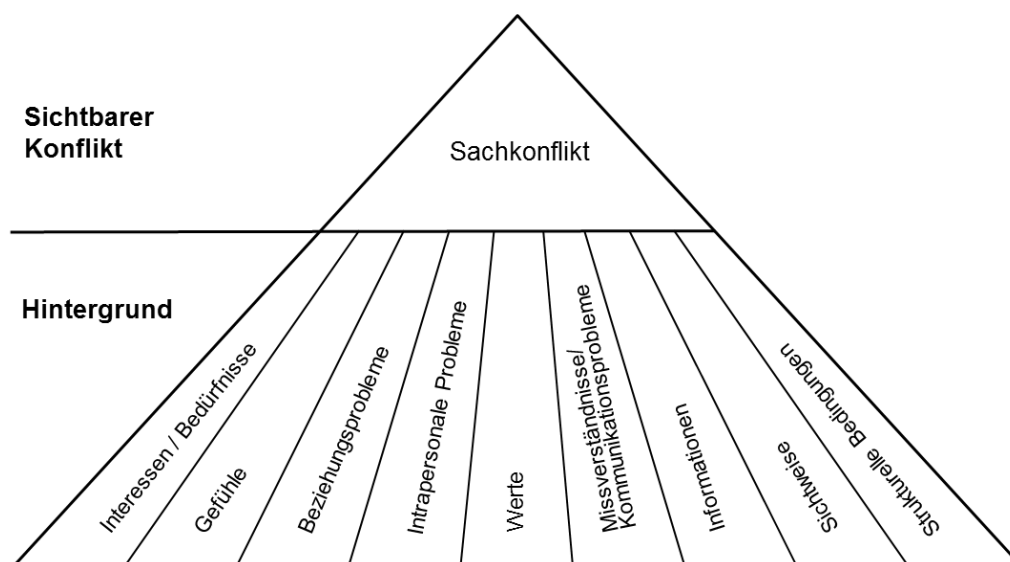 Sichtbarer
Konflikt
Sachkonflikt
Hintergrund
Interessen / Bedürfnisse
Gefühle
Beziehungsprobleme
Intrapersonale Probleme
Werte
Missverständnisse/
Kommunikationsprobleme
Informationen
Sichtweise
Strukturelle Bedingungen